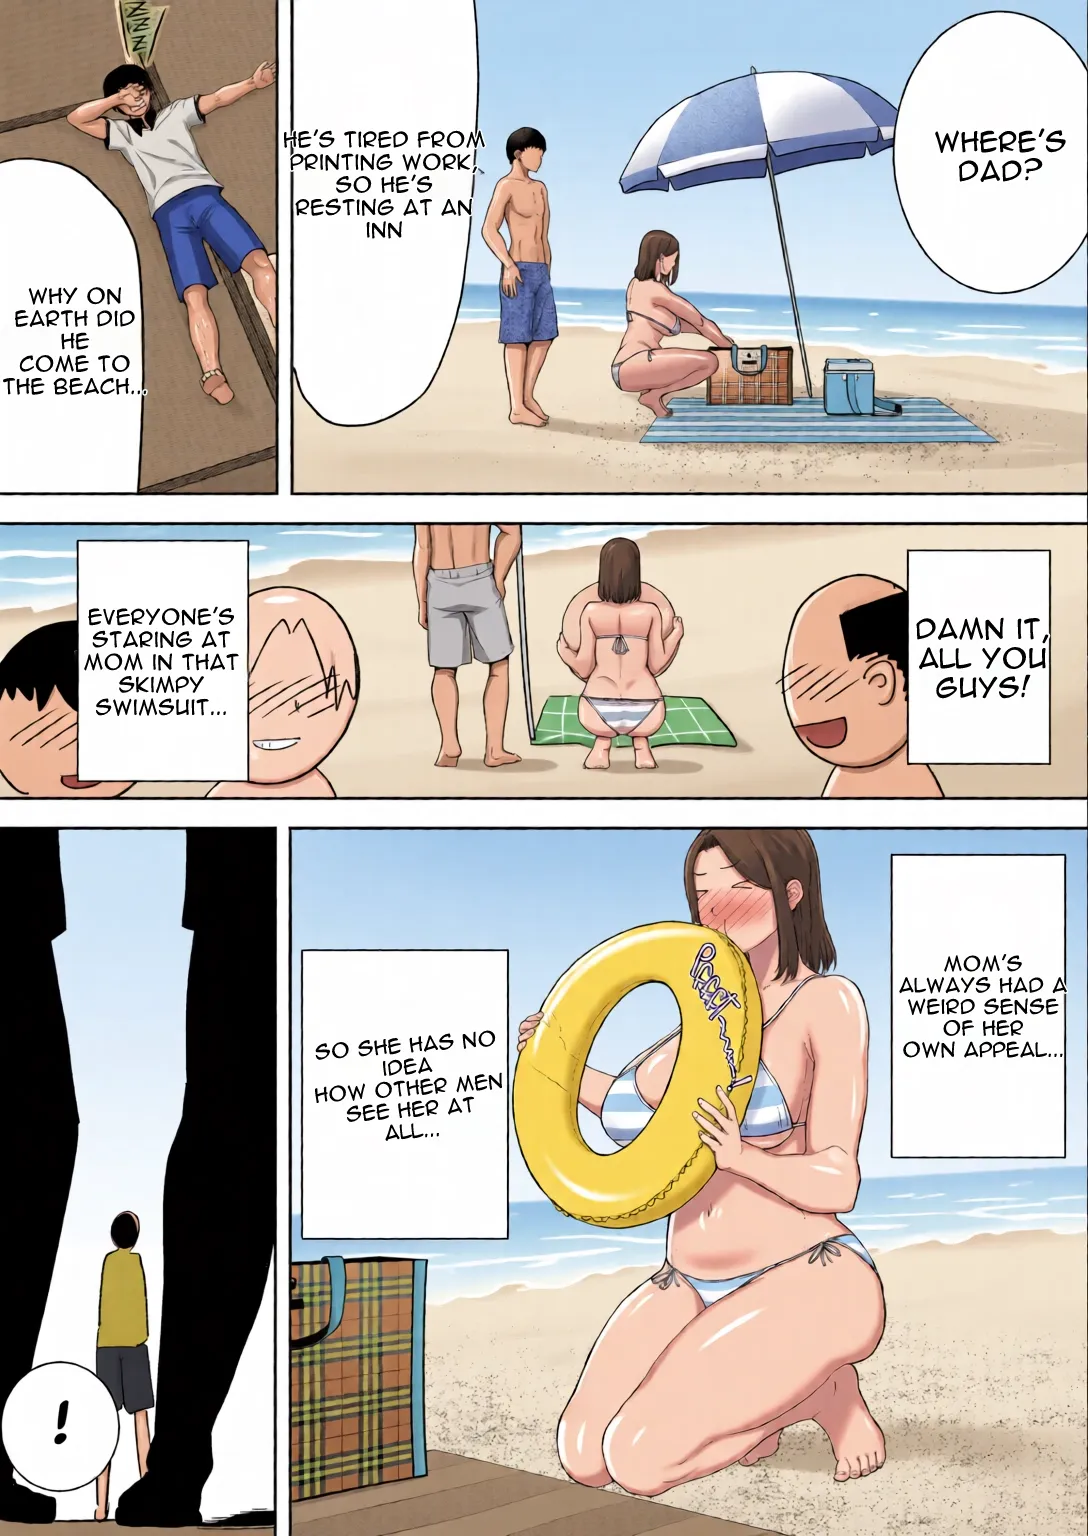 WHERE'S
DAD?
HE'S TIRED FROM
PRINTING WORK,
SO HE'S
RESTING AT AN
INN
ZZZZ
WHY ON
EARTH DID
HE
COME TO
THE BEACH...
DAMN IT,
ALL YOU
GUYS!
EVERYONE'S
STARING AT
MOM IN THAT
SKIMPY
SWIMSUIT...
MOM'S
ALWAYS HAD A
WEIRD SENSE
OF HER
OWN APPEAL...
SO SHE HAS NO
IDEA
HOW OTHER MEN
SEE HER AT
ALL...
!